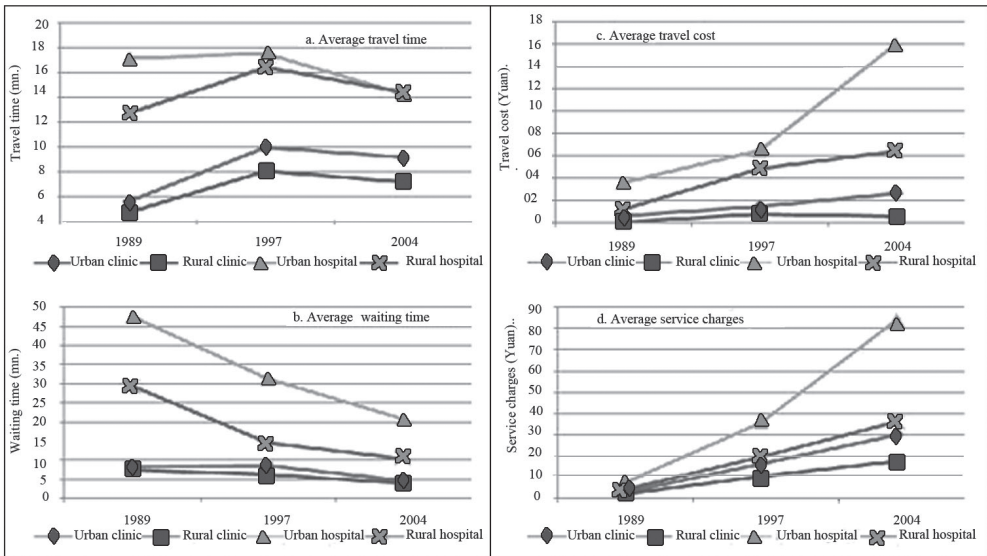 a. Average travel time
Travel time (mn.)
20
18
16
14
12
10
8
6
4
1989 1997 2004
Urban clinic Rural clinic Urban hospital Rural hospital
c. Average travel cost
Travel cost (Yuan).
18
16
14
12
18
06
04
02
0
1989 1997 2004
Urban clinic Rural clinic Urban hospital Rural hospital
b. Average waiting time
Waiting time (mn.)
50
45
40
35
30
25
20
15
10
5
0
1989 1997 2004
Urban clinic Rural clinic Urban hospital Rural hospital
d. Average service charges
Service charges (Yuan)..
90
80
70
60
50
40
30
20
10
0
1989 1997 2004
Urban clinic Rural clinic Urban hospital Rural hospital